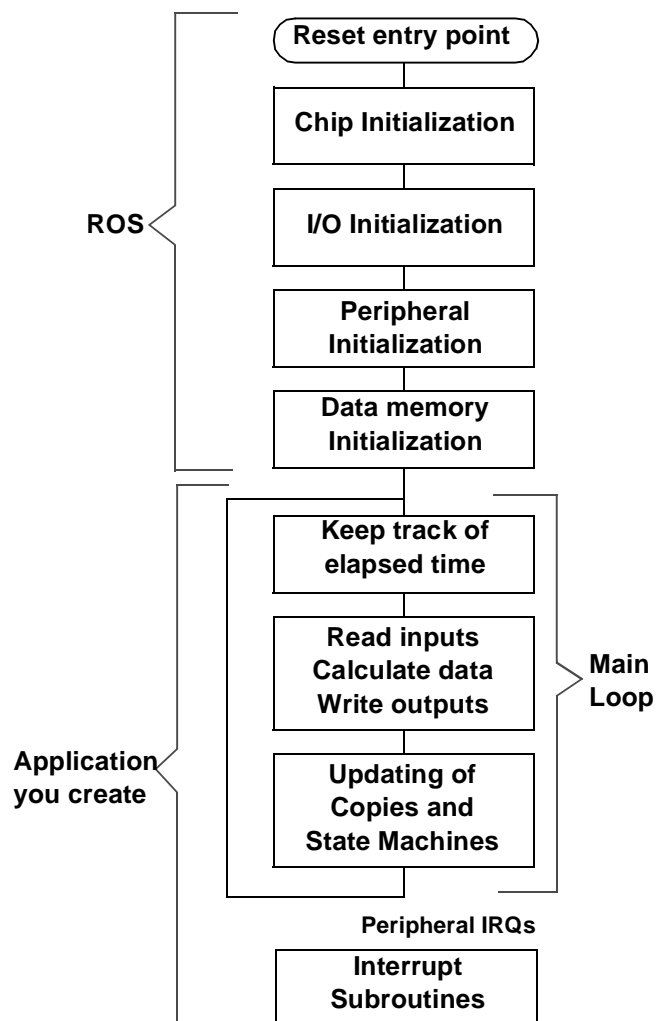 Reset entry point
Chip Initialization
ROS
I/O Initialization
Peripheral
Initialization
Data memory
Initialization
Keep track of
elapsed time
Read inputs
Calculate data
Write outputs
Main
Loop
Application
you create
Updating of
Copies and
State Machines
Peripheral IRQs
Interrupt
Subroutines